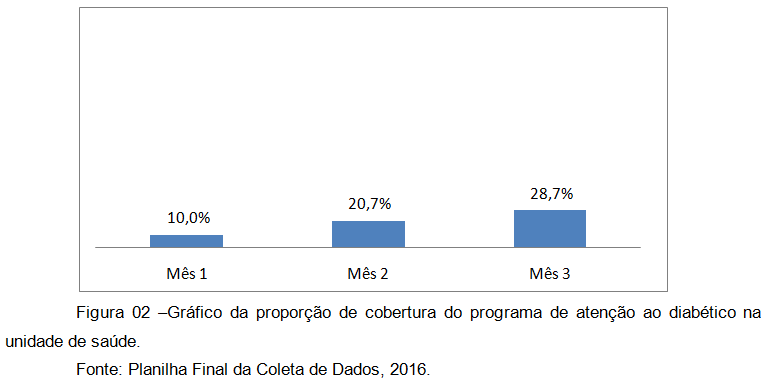 28,7%
20,7%
10,0%
Mês 1 Mês 2 Mês 3
Figura 02 –Gráfico da proporção de cobertura do programa de atenção ao diabético na
unidade de saúde.
Fonte: Planilha Final da Coleta de Dados, 2016.